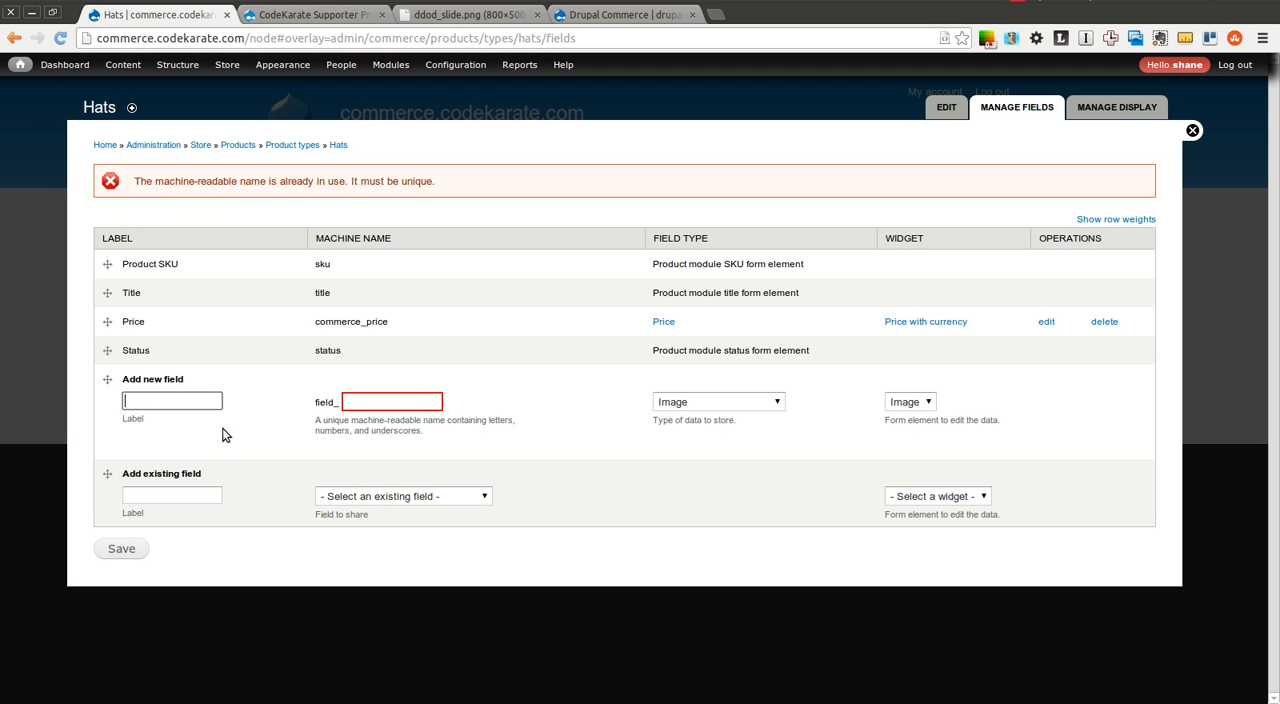 Hats | commerce.codekar
CodeKarate Supporter Pr
ddod_slide.png (800×500
Drupal Commerce | drupa
commerce.codekarate.com/node#overlay=admin/commerce/products/types/hats/fields
Dashboard Content Structure Store Appearance People Modules Configuration Reports Help Hello shane Log out
My account Log out
Hats
commerce.codekarate.com
EDIT MANAGE FIELDS MANAGE DISPLAY
Home » Administration » Store » Products » Product types » Hats
The machine-readable name is already in use. It must be unique.
Show row weights
LABEL MACHINE NAME FIELD TYPE WIDGET OPERATIONS
Product SKU sku Product module SKU form element
Title title Product module title form element
Price commerce_price Price Price with currency edit delete
Status status Product module status form element
Add new field
field_ Image Image
Label A unique machine-readable name containing letters, Type of data to store. Form element to edit the data.
numbers, and underscores.
Add existing field
- Select an existing field - - Select a widget -
Label Field to share Form element to edit the data.
Save